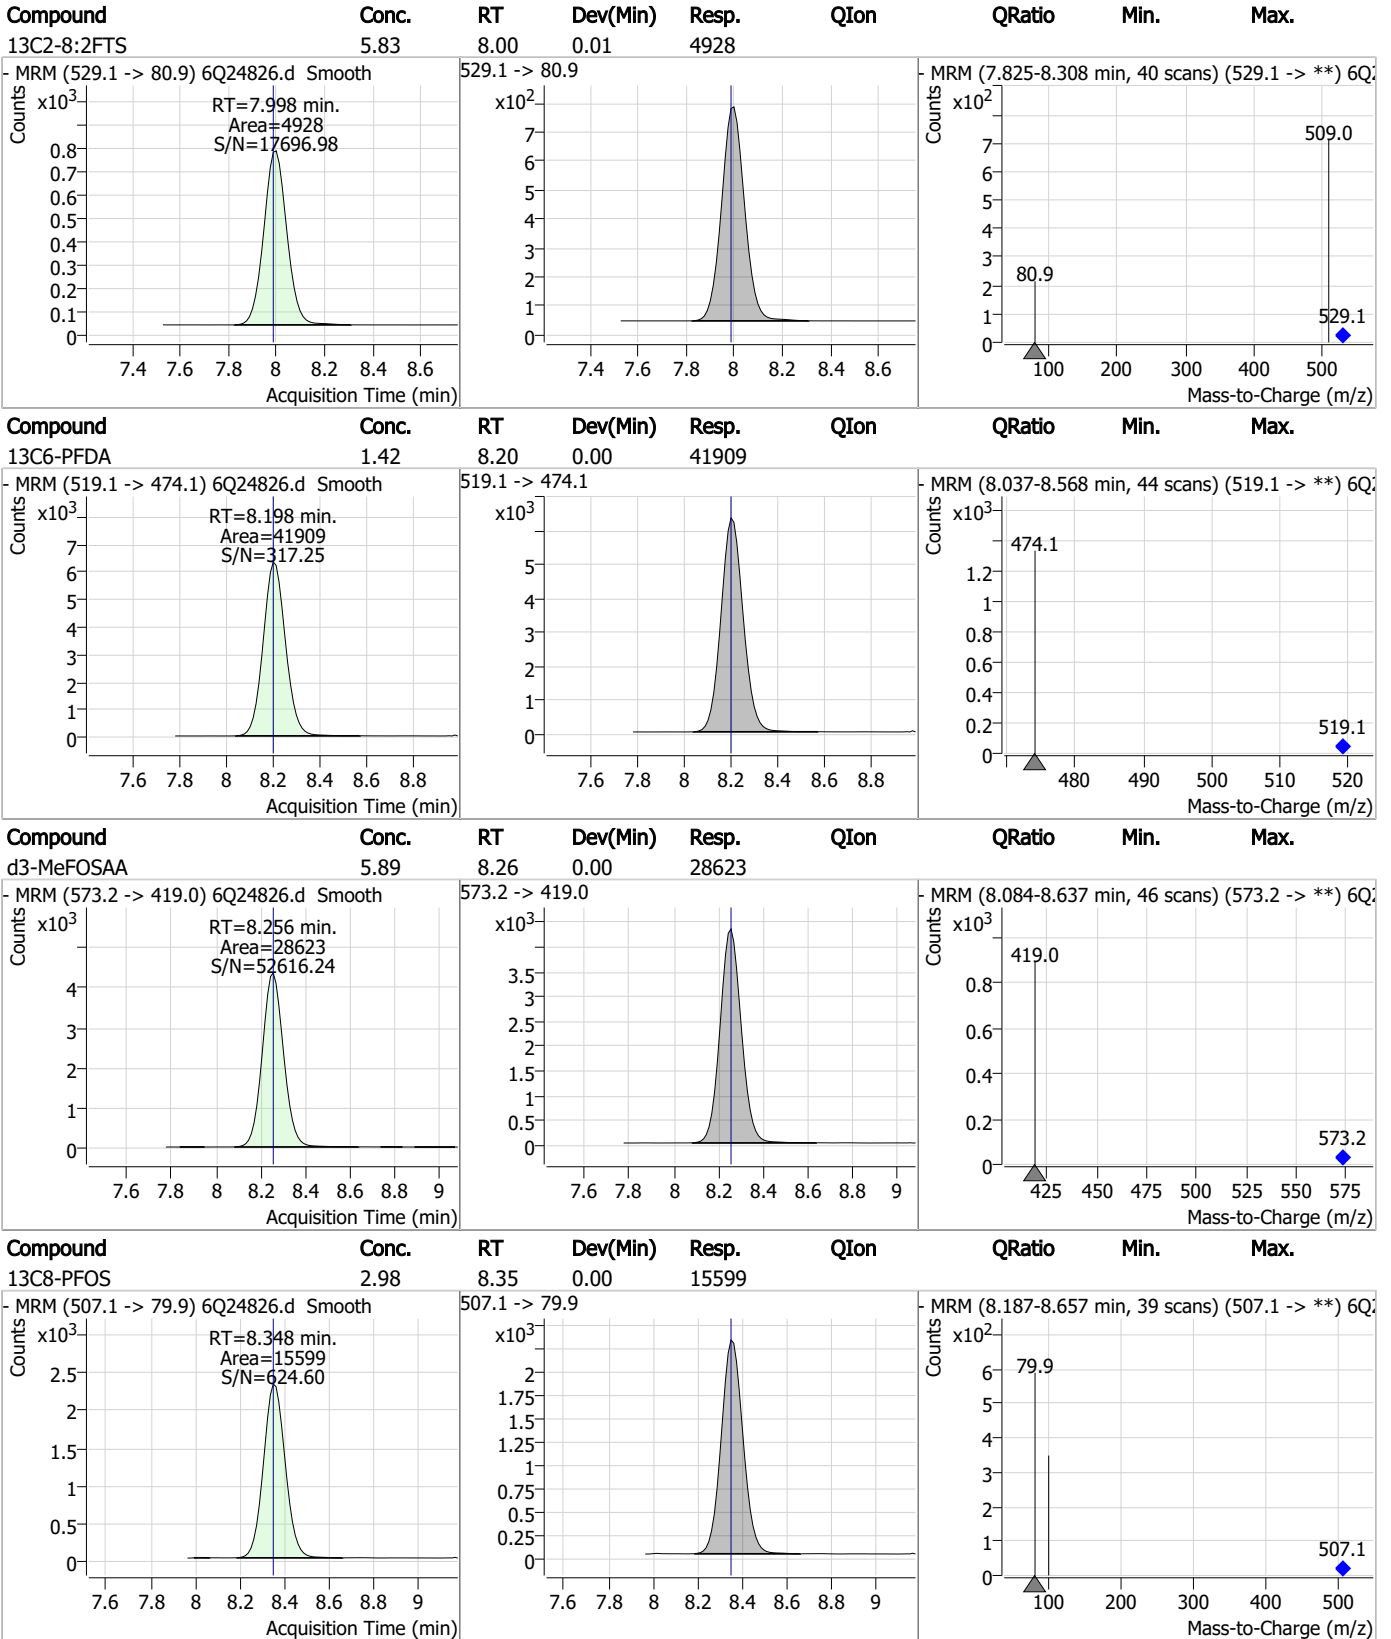 Compound Conc. RT Dev(Min) Resp. QIon QRatio Min. Max.
13C2-8:2FTS 5.83 8.00 0.01 4928
- MRM (529.1 -> 80.9) 6Q24826.d Smooth
Counts
x10^3
RT=7.998 min.
Area=4928
S/N=17696.98
0.8
0.7
0.6
0.5
0.4
0.3
0.2
0.1
0
7.4 7.6 7.8 8 8.2 8.4 8.6
Acquisition Time (min)
529.1 -> 80.9
x10^2
7
6
5
4
3
2
1
0
7.4 7.6 7.8 8 8.2 8.4 8.6
- MRM (7.825-8.308 min, 40 scans) (529.1 -> **) 6Q2
Counts
x10^2
509.0
7
6
5
4
3
80.9
2
529.1
1
0
100 200 300 400 500
Mass-to-Charge (m/z)
Compound Conc. RT Dev(Min) Resp. QIon QRatio Min. Max.
13C6-PFDA 1.42 8.20 0.00 41909
- MRM (519.1 -> 474.1) 6Q24826.d Smooth
Counts
x10^3
RT=8.198 min.
Area=41909
S/N=317.25
7
6
5
4
3
2
1
0
7.6 7.8 8 8.2 8.4 8.6 8.8
Acquisition Time (min)
519.1 -> 474.1
x10^3
5
4
3
2
1
0
7.6 7.8 8 8.2 8.4 8.6 8.8
- MRM (8.037-8.568 min, 44 scans) (519.1 -> **) 6Q2
Counts
x10^3
474.1
1.2
1
0.8
0.6
0.4
0.2
519.1
0
480 490 500 510 520
Mass-to-Charge (m/z)
Compound Conc. RT Dev(Min) Resp. QIon QRatio Min. Max.
d3-MeFOSAA 5.89 8.26 0.00 28623
- MRM (573.2 -> 419.0) 6Q24826.d Smooth
Counts
x10^3
RT=8.256 min.
Area=28623
S/N=52616.24
4
3
2
1
0
7.6 7.8 8 8.2 8.4 8.6 8.8 9
Acquisition Time (min)
573.2 -> 419.0
x10^3
3.5
3
2.5
2
1.5
1
0.5
0
7.6 7.8 8 8.2 8.4 8.6 8.8 9
- MRM (8.084-8.637 min, 46 scans) (573.2 -> **) 6Q2
Counts
x10^3
419.0
0.8
0.6
0.4
0.2
573.2
0
425 450 475 500 525 550 575
Mass-to-Charge (m/z)
Compound Conc. RT Dev(Min) Resp. QIon QRatio Min. Max.
13C8-PFOS 2.98 8.35 0.00 15599
- MRM (507.1 -> 79.9) 6Q24826.d Smooth
Counts
x10^3
RT=8.348 min.
Area=15599
S/N=624.60
2.5
2
1.5
1
0.5
0
7.6 7.8 8 8.2 8.4 8.6 8.8 9
Acquisition Time (min)
507.1 -> 79.9
x10^3
2
1.75
1.5
1.25
1
0.75
0.5
0.25
0
7.6 7.8 8 8.2 8.4 8.6 8.8 9
- MRM (8.187-8.657 min, 39 scans) (507.1 -> **) 6Q2
Counts
x10^2
79.9
6
5
4
3
2
1
507.1
0
100 200 300 400 500
Mass-to-Charge (m/z)